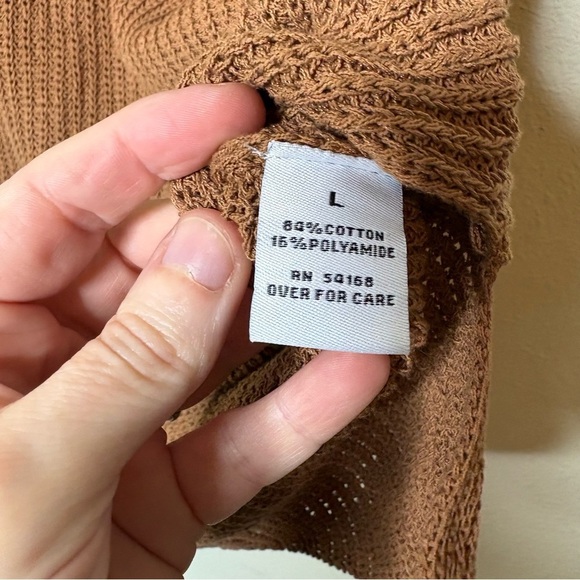 L
84%COTTON
16%POLYAMIDE
RN 54168
OVER FOR CARE